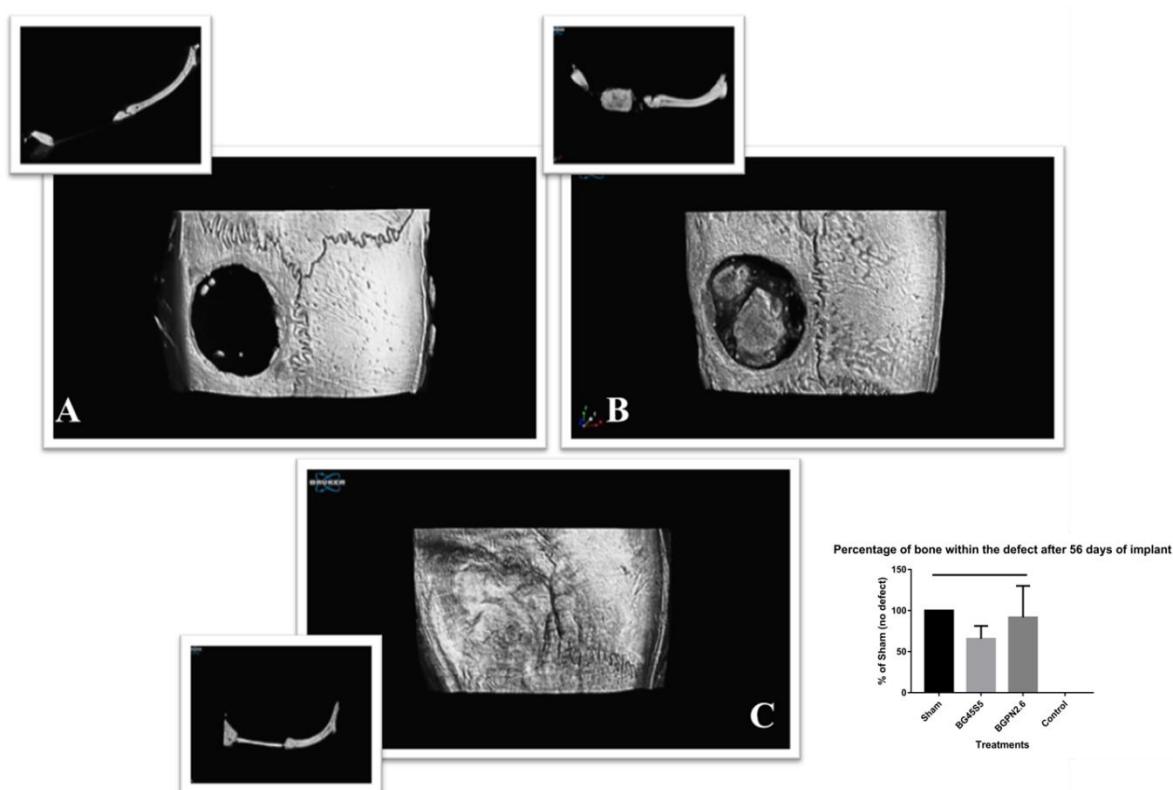 A
B
BRUKER
C
Percentage of bone within the defect after 56 days of implant
% of Sham (no defect)
150
100
50
0
Sham
BG45S5
BGPN2.6
Control
Treatments